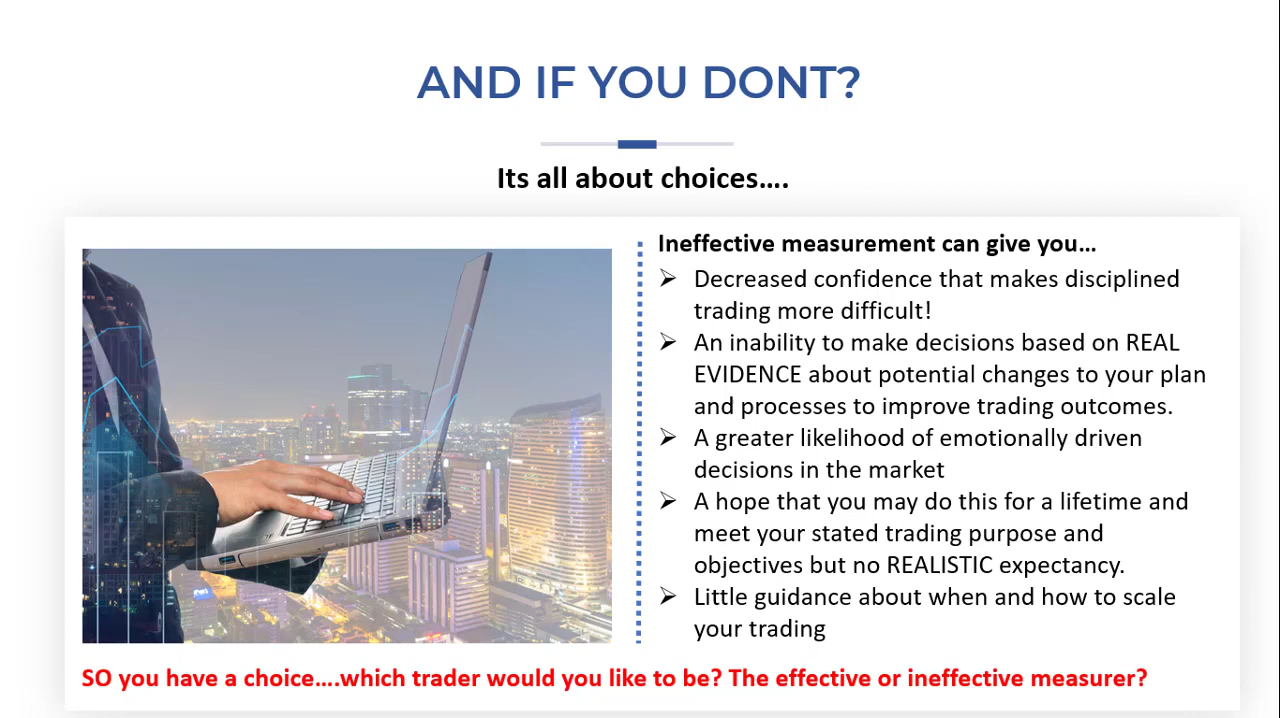 AND IF YOU DONT?
Its all about choices….
Ineffective measurement can give you…
➢ Decreased confidence that makes disciplined
trading more difficult!
➢ An inability to make decisions based on REAL
EVIDENCE about potential changes to your plan
and processes to improve trading outcomes.
➢ A greater likelihood of emotionally driven
decisions in the market
➢ A hope that you may do this for a lifetime and
meet your stated trading purpose and
objectives but no REALISTIC expectancy.
➢ Little guidance about when and how to scale
your trading
SO you have a choice….which trader would you like to be? The effective or ineffective measurer?